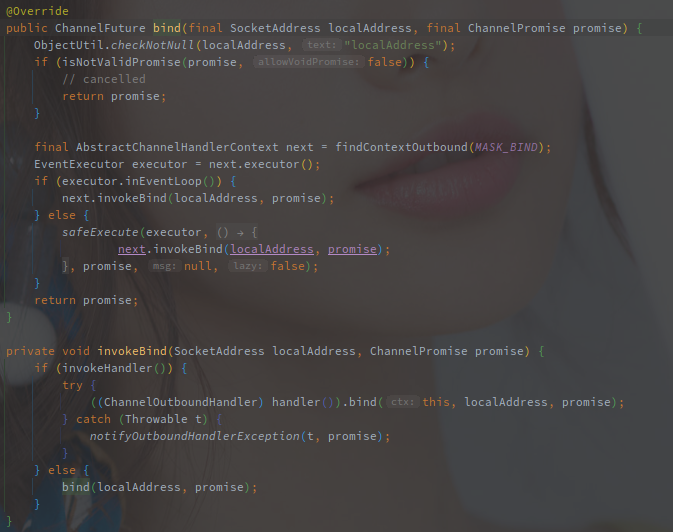 @Override
public ChannelFuture bind(final SocketAddress localAddress, final ChannelPromise promise) {
    ObjectUtil.checkNotNull(localAddress, text: "localAddress");
    if (isNotValidPromise(promise, allowVoidPromise: false)) {
        // cancelled
        return promise;
    }

    final AbstractChannelHandlerContext next = findContextOutbound(MASK_BIND);
    EventExecutor executor = next.executor();
    if (executor.inEventLoop()) {
        next.invokeBind(localAddress, promise);
    } else {
        safeExecute(executor, () → {
                next.invokeBind(localAddress, promise);
        }, promise, msg: null, lazy: false);
    }
    return promise;
}

private void invokeBind(SocketAddress localAddress, ChannelPromise promise) {
    if (invokeHandler()) {
        try {
            ((ChannelOutboundHandler) handler()).bind( ctx: this, localAddress, promise);
        } catch (Throwable t) {
            notifyOutboundHandlerException(t, promise);
        }
    } else {
        bind(localAddress, promise);
    }
}